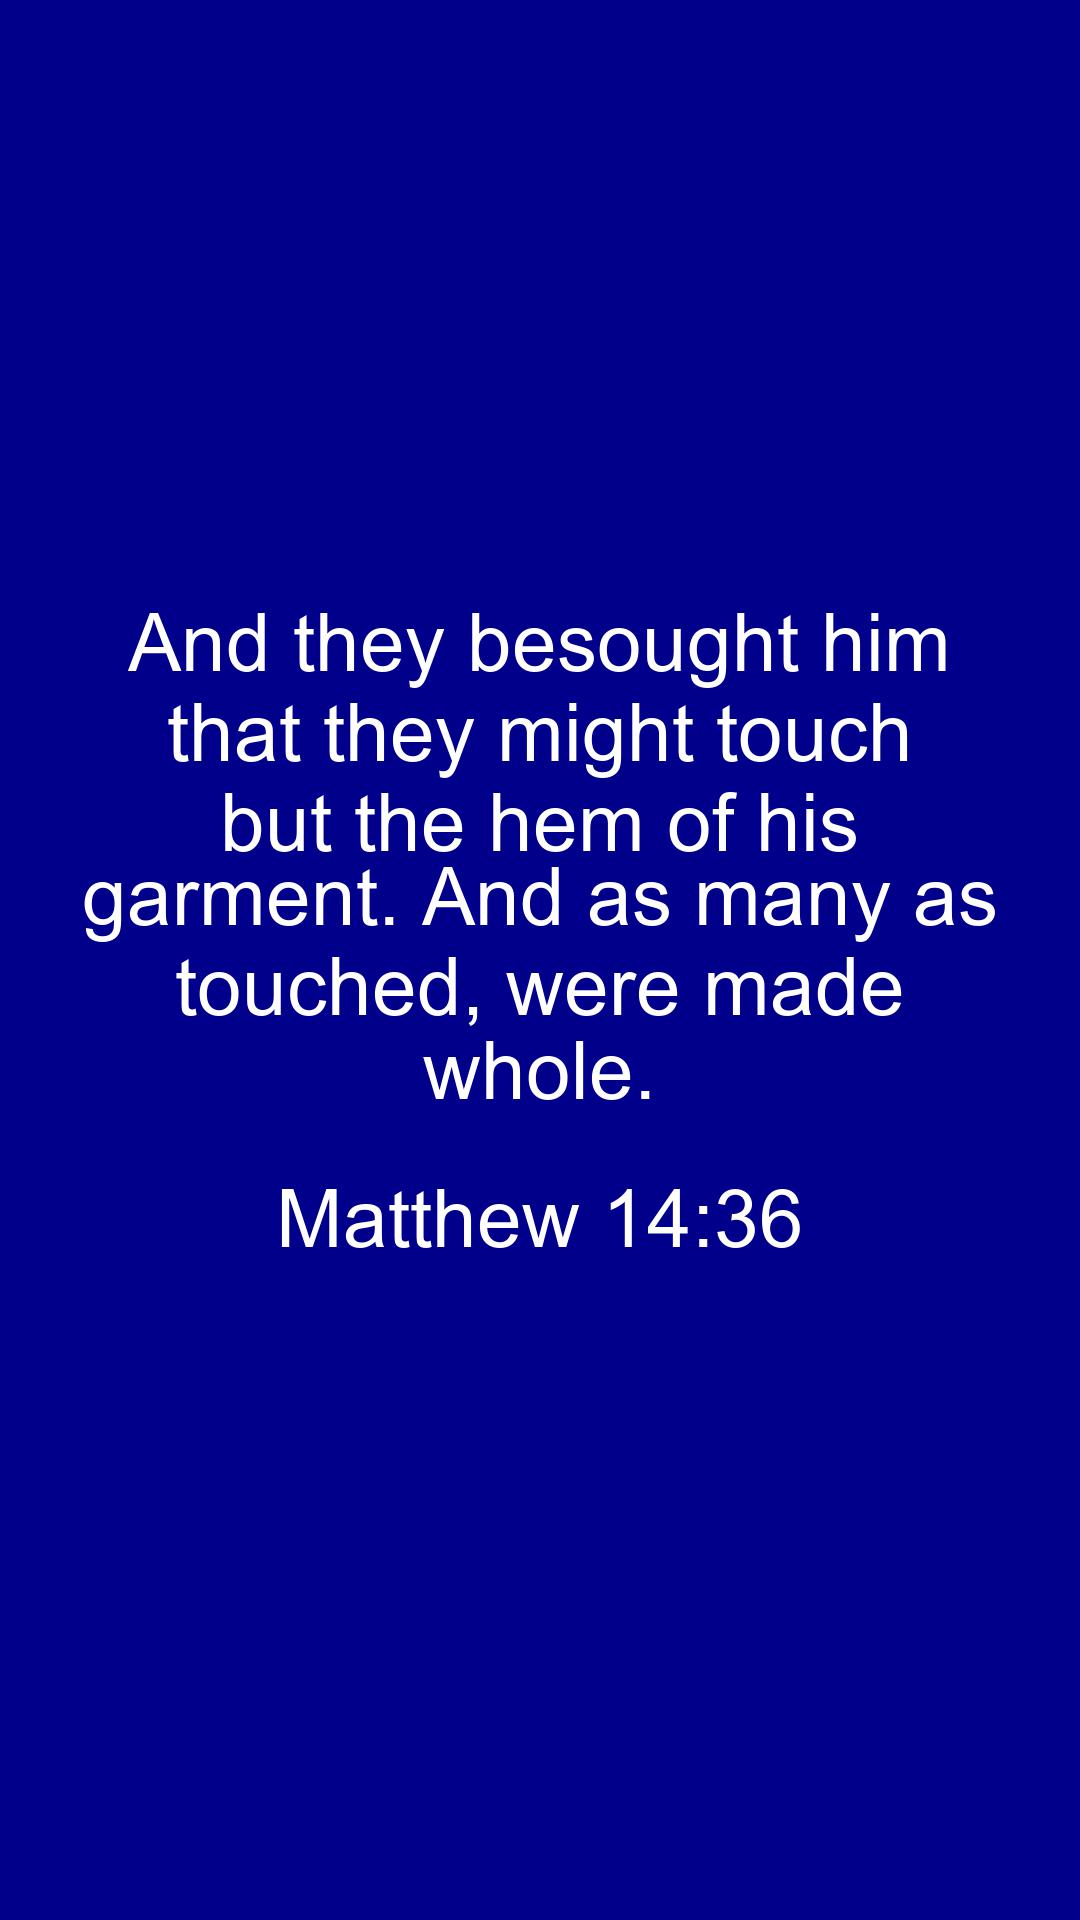 And they besought him
that they might touch
but the hem of his
garment. And as many as
touched, were made
whole.
Matthew 14:36